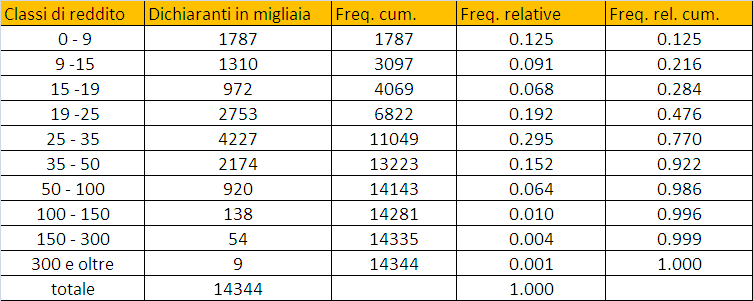 Classi di reddito Dichiaranti in migliaia Freq. cum. Freq. relative Freq. rel. cum.
0 - 9 1787 1787 0.125 0.125
9 -15 1310 3097 0.091 0.216
15 -19 972 4069 0.068 0.284
19 -25 2753 6822 0.192 0.476
25 - 35 4227 11049 0.295 0.770
35 - 50 2174 13223 0.152 0.922
50 - 100 920 14143 0.064 0.986
100 - 150 138 14281 0.010 0.996
150 - 300 54 14335 0.004 0.999
300 e oltre 9 14344 0.001 1.000
totale 14344 1.000